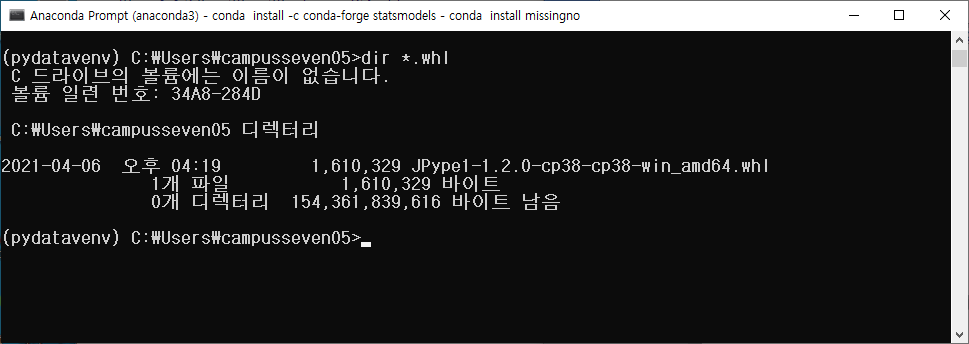 Anaconda Prompt (anaconda3) - conda  install -c conda-forge statsmodels - conda  install missingno
(pydatavenv) C:₩Users₩campusseven05>dir *.whl
 C 드라이브의 볼륨에는 이름이 없습니다.
 볼륨 일련 번호: 34A8-284D
 C:₩Users₩campusseven05 디렉터리
2021-04-06  오후 04:19         1,610,329 JPype1-1.2.0-cp38-cp38-win_amd64.whl
               1개 파일           1,610,329 바이트
               0개 디렉터리  154,361,839,616 바이트 남음
(pydatavenv) C:₩Users₩campusseven05>